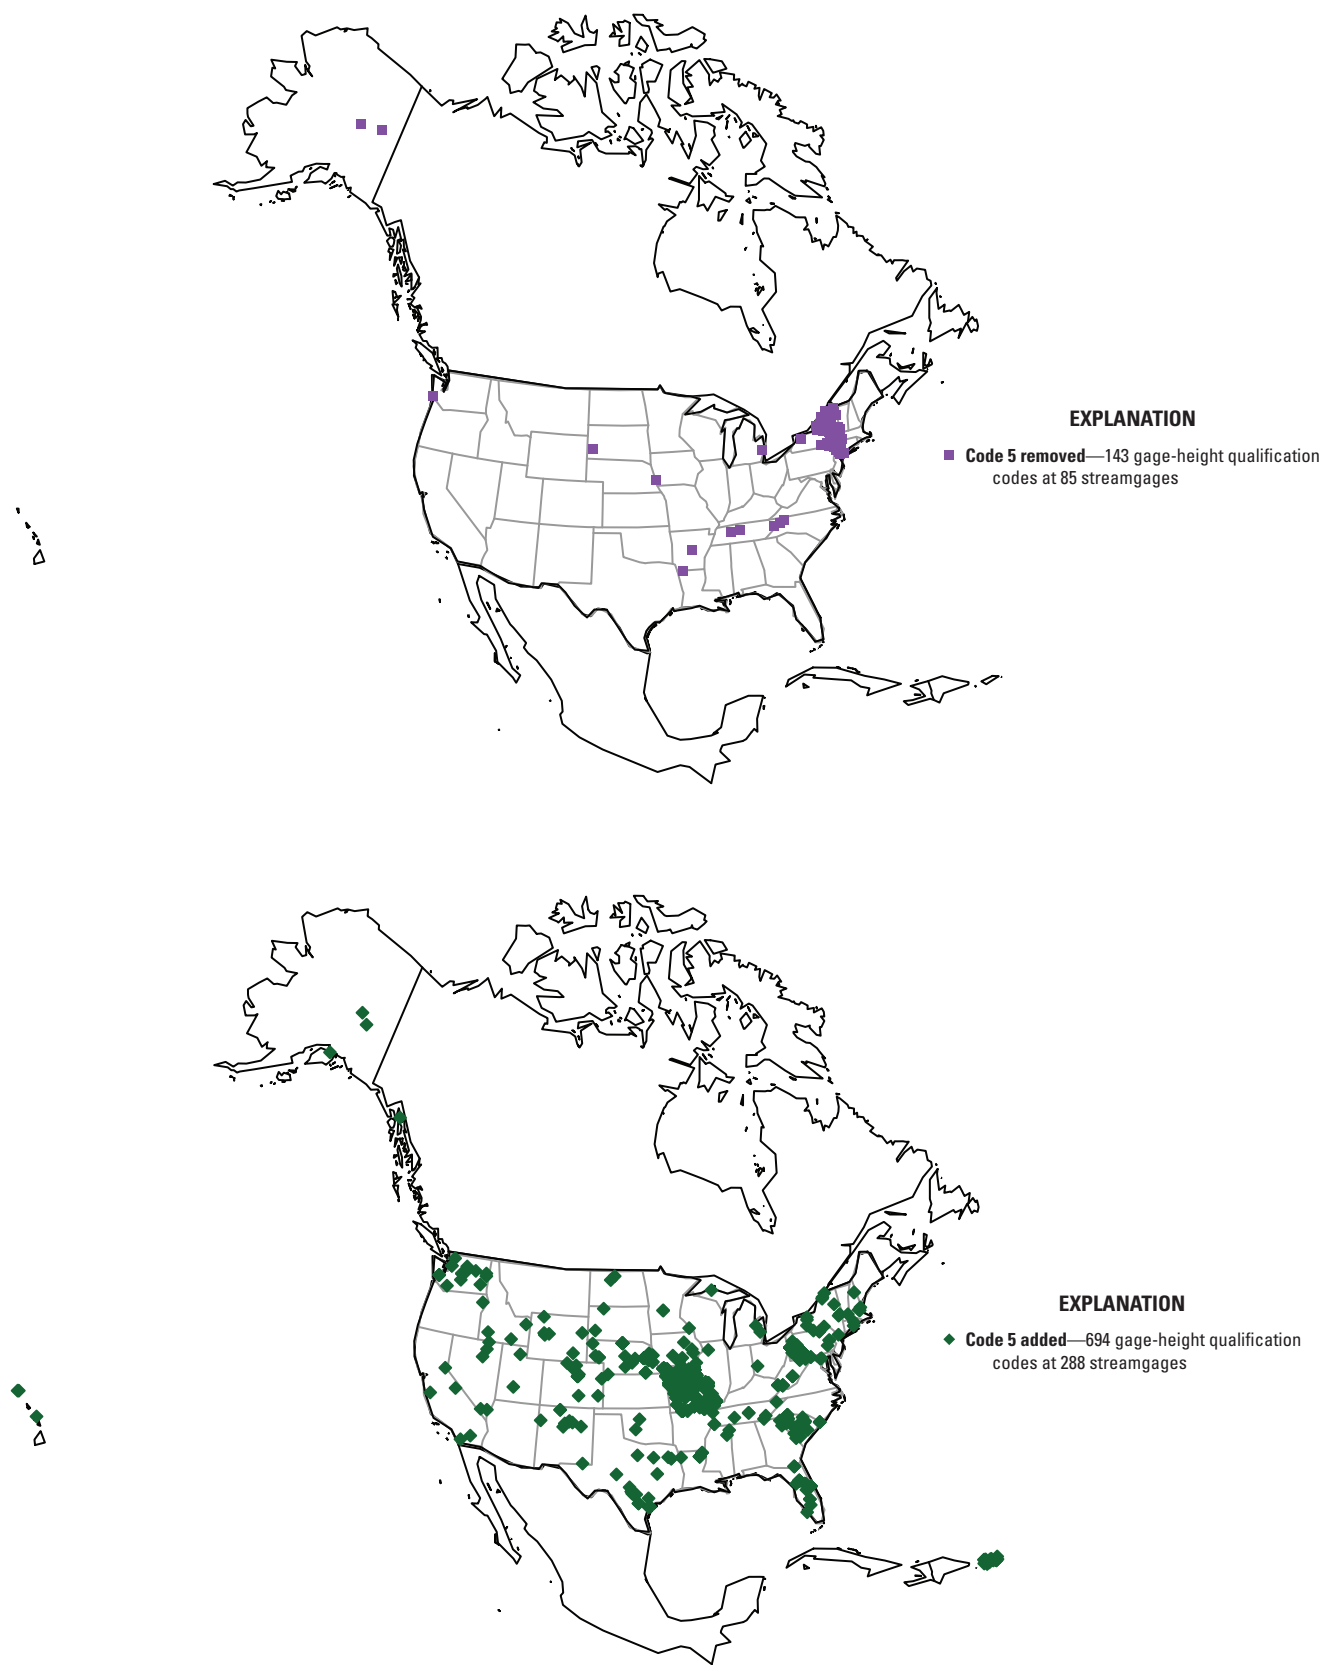 EXPLANATION
Code 5 removed—143 gage-height qualification
codes at 85 streamgages
EXPLANATION
Code 5 added—694 gage-height qualification
codes at 288 streamgages